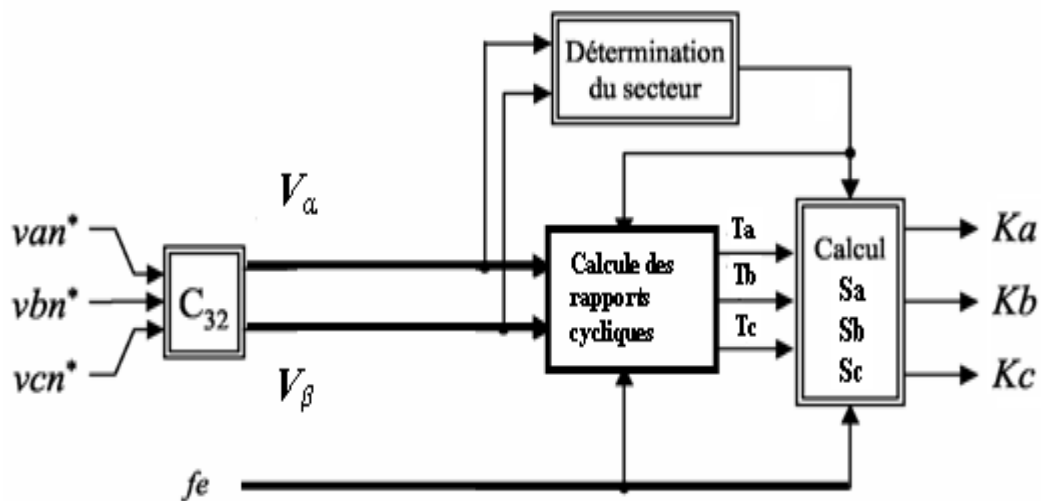 Détermination
du secteur
Vα
van*
vbn*
vcn*
C32
Vβ
Calcule des
rapports
cycliques
Ta
Tb
Tc
Calcul
Sa
Sb
Sc
Ka
Kb
Kc
fe